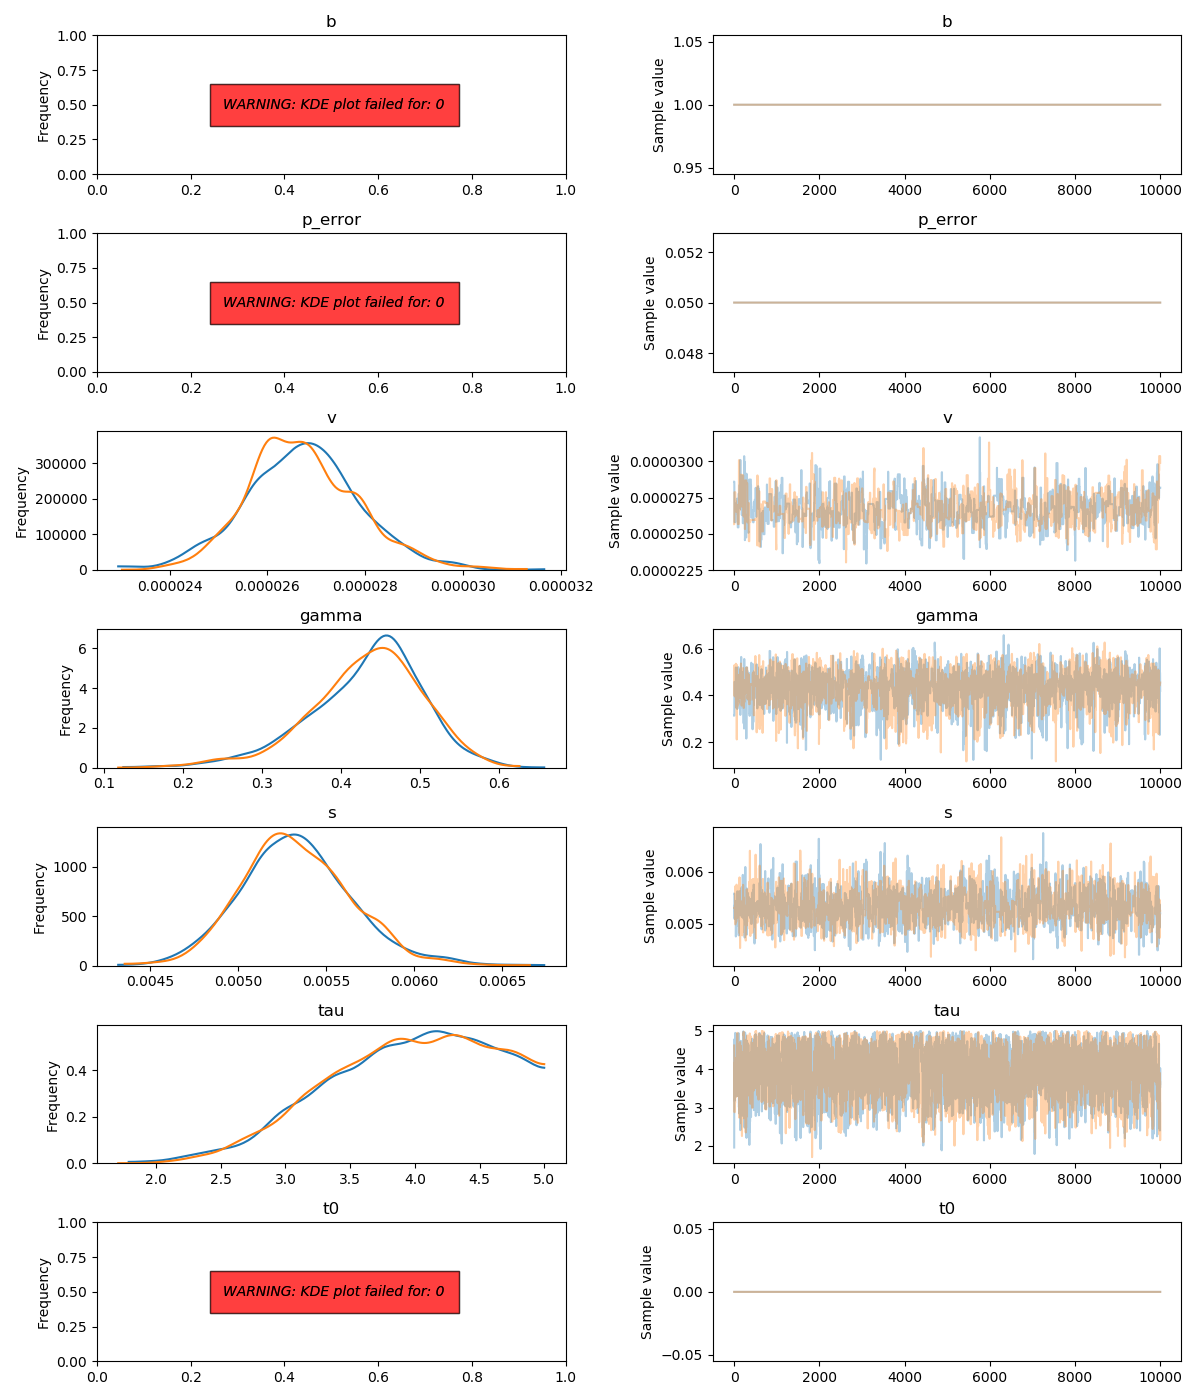 b
b
Frequency
1.00
0.75
0.50
0.25
0.00
WARNING: KDE plot failed for: 0
0.0 0.2 0.4 0.6 0.8 1.0
Sample value
1.05
1.00
0.95
0 2000 4000 6000 8000 10000
p_error
p_error
Frequency
1.00
0.75
0.50
0.25
0.00
WARNING: KDE plot failed for: 0
0.0 0.2 0.4 0.6 0.8 1.0
Sample value
0.052
0.050
0.048
0 2000 4000 6000 8000 10000
v
v
Frequency
300000
200000
100000
0
0.000024 0.000026 0.000028 0.000030 0.000032
Sample value
0.0000300
0.0000275
0.0000250
0.0000225
0 2000 4000 6000 8000 10000
gamma
gamma
Frequency
6
4
2
0
0.1 0.2 0.3 0.4 0.5 0.6
Sample value
0.6
0.4
0.2
0 2000 4000 6000 8000 10000
s
s
Frequency
1000
500
0
0.0045 0.0050 0.0055 0.0060 0.0065
Sample value
0.006
0.005
0 2000 4000 6000 8000 10000
tau
tau
Frequency
0.4
0.2
0.0
2.0 2.5 3.0 3.5 4.0 4.5 5.0
Sample value
5
4
3
2
0 2000 4000 6000 8000 10000
t0
t0
Frequency
1.00
0.75
0.50
0.25
0.00
WARNING: KDE plot failed for: 0
0.0 0.2 0.4 0.6 0.8 1.0
Sample value
0.05
0.00
−0.05
0 2000 4000 6000 8000 10000